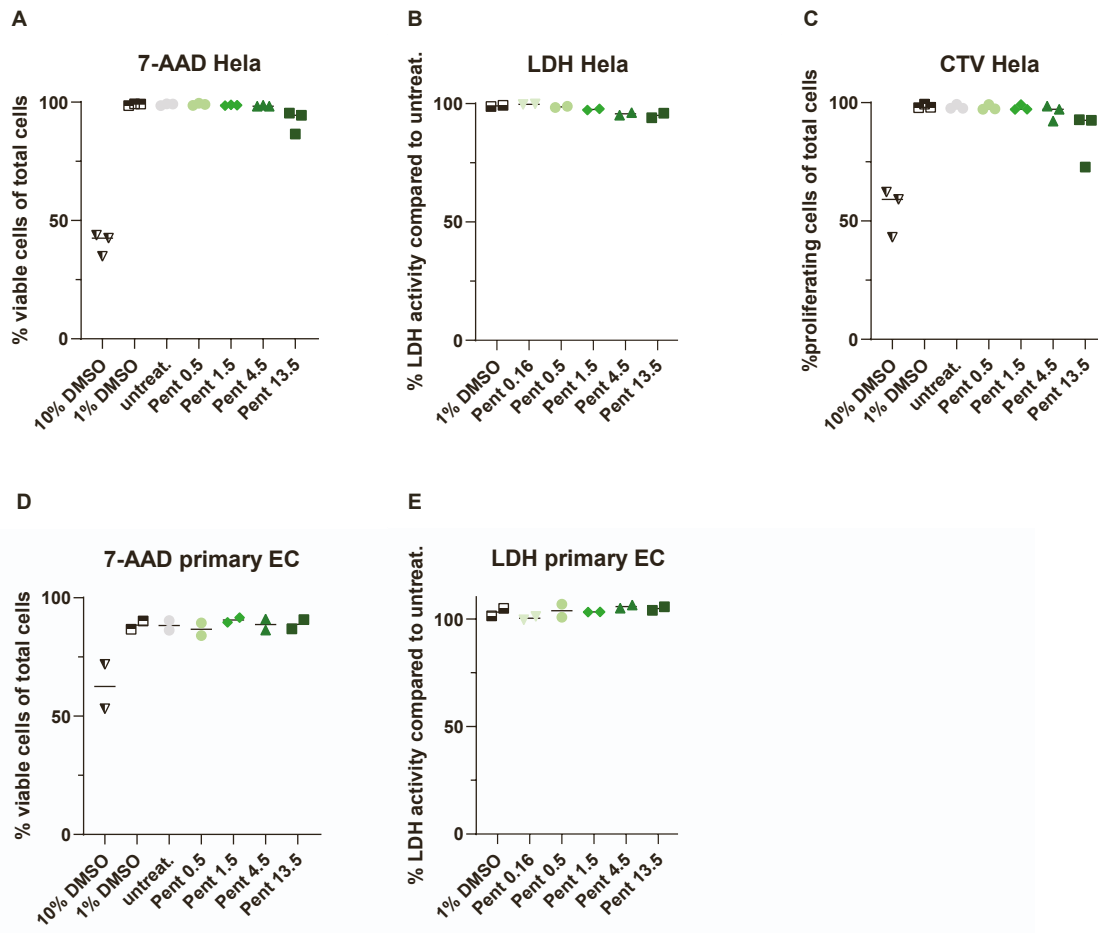 A
7-AAD Hela
% viable cells of total cells
100
50
0
10% DMSO
1% DMSO
untreat.
Pent 0.5
Pent 1.5
Pent 4.5
Pent 13.5
B
LDH Hela
% LDH activity compared to untreat.
100
50
0
1% DMSO
Pent 0.16
Pent 0.5
Pent 1.5
Pent 4.5
Pent 13.5
C
CTV Hela
%proliferating cells of total cells
100
50
0
10% DMSO
1% DMSO
untreat.
Pent 0.5
Pent 1.5
Pent 4.5
Pent 13.5
D
7-AAD primary EC
% viable cells of total cells
100
50
0
10% DMSO
1% DMSO
untreat.
Pent 0.5
Pent 1.5
Pent 4.5
Pent 13.5
E
LDH primary EC
% LDH activity compared to untreat.
100
50
0
1% DMSO
Pent 0.16
Pent 0.5
Pent 1.5
Pent 4.5
Pent 13.5